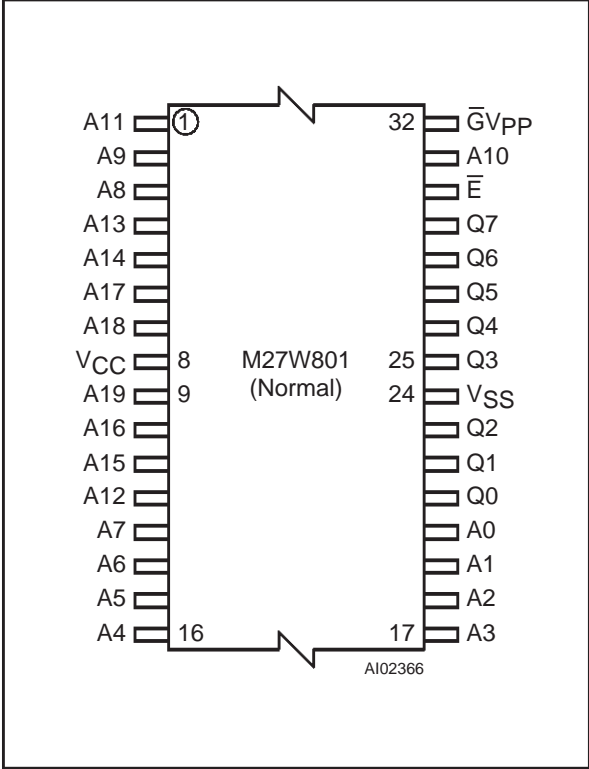 A11 1 32 G̅VPP
A9 A10
A8 E̅
A13 Q7
A14 Q6
A17 Q5
A18 Q4
VCC 8 M27W801 25 Q3
A19 9 (Normal) 24 VSS
A16 Q2
A15 Q1
A12 Q0
A7 A0
A6 A1
A5 A2
A4 16 17 A3
AI02366